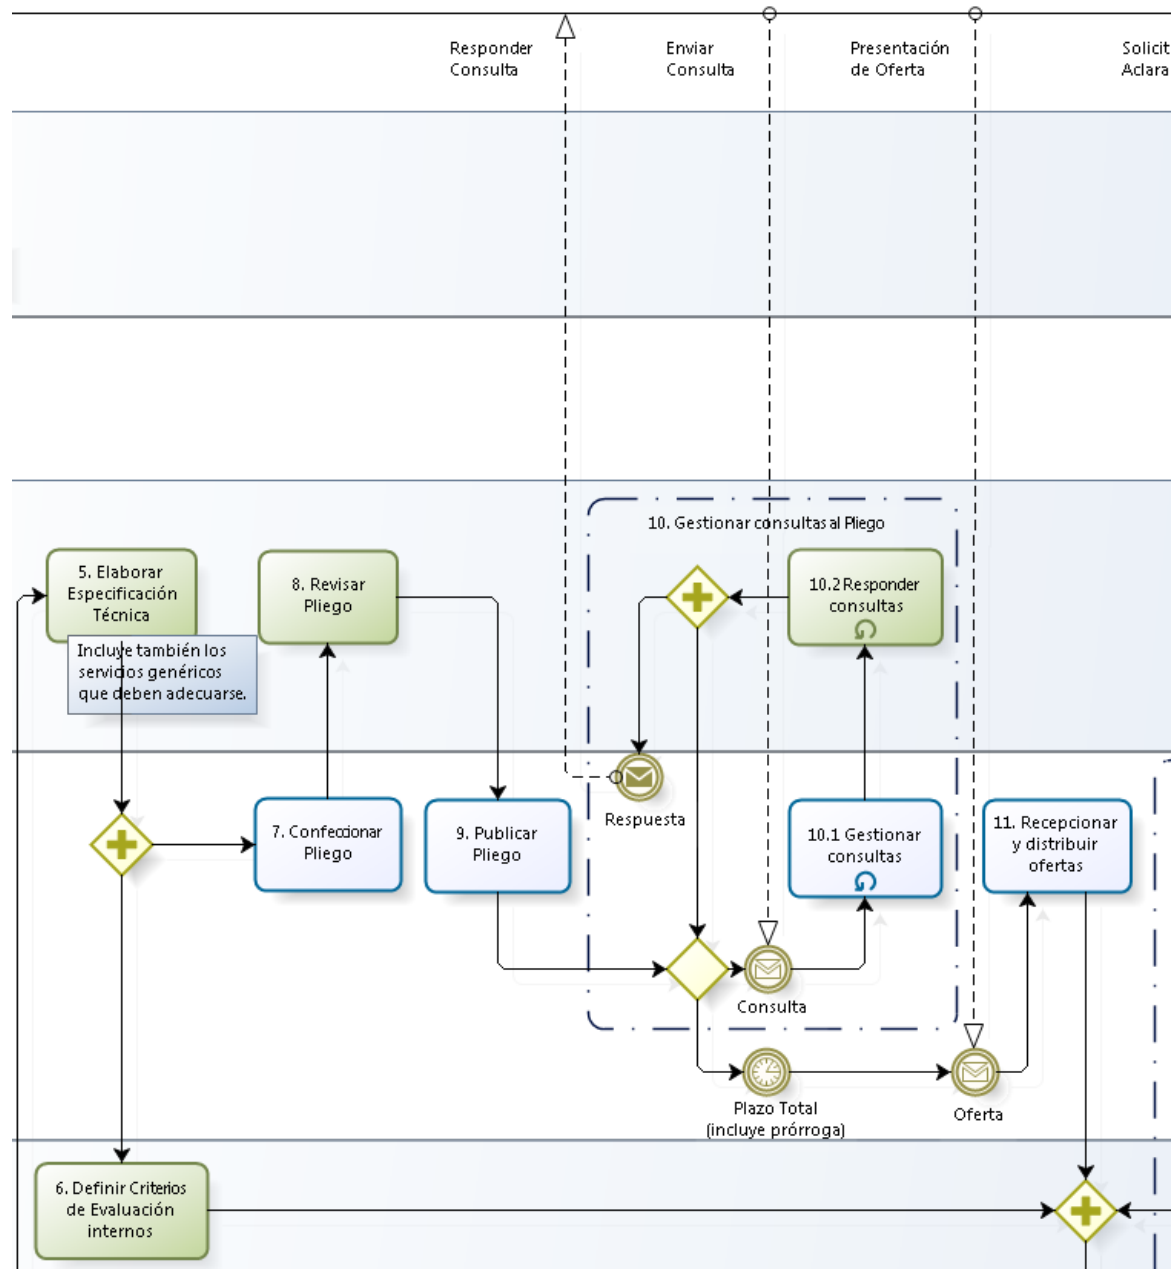 Responder
Consulta
Enviar
Consulta
Presentación
de Oferta
Solicit
Aclara
10. Gestionar consultas al Pliego
5. Elaborar
Especificación
Técnica
Incluye también los
servicios genéricos
que deben adecuarse.
8. Revisar
Pliego
10.2 Responder
consultas
Respuesta
7. Confeccionar
Pliego
9. Publicar
Pliego
10.1 Gestionar
consultas
11. Recepcionar
y distribuir
ofertas
Consulta
Plazo Total
(incluye prórroga)
Oferta
6. Definir Criterios
de Evaluación
internos